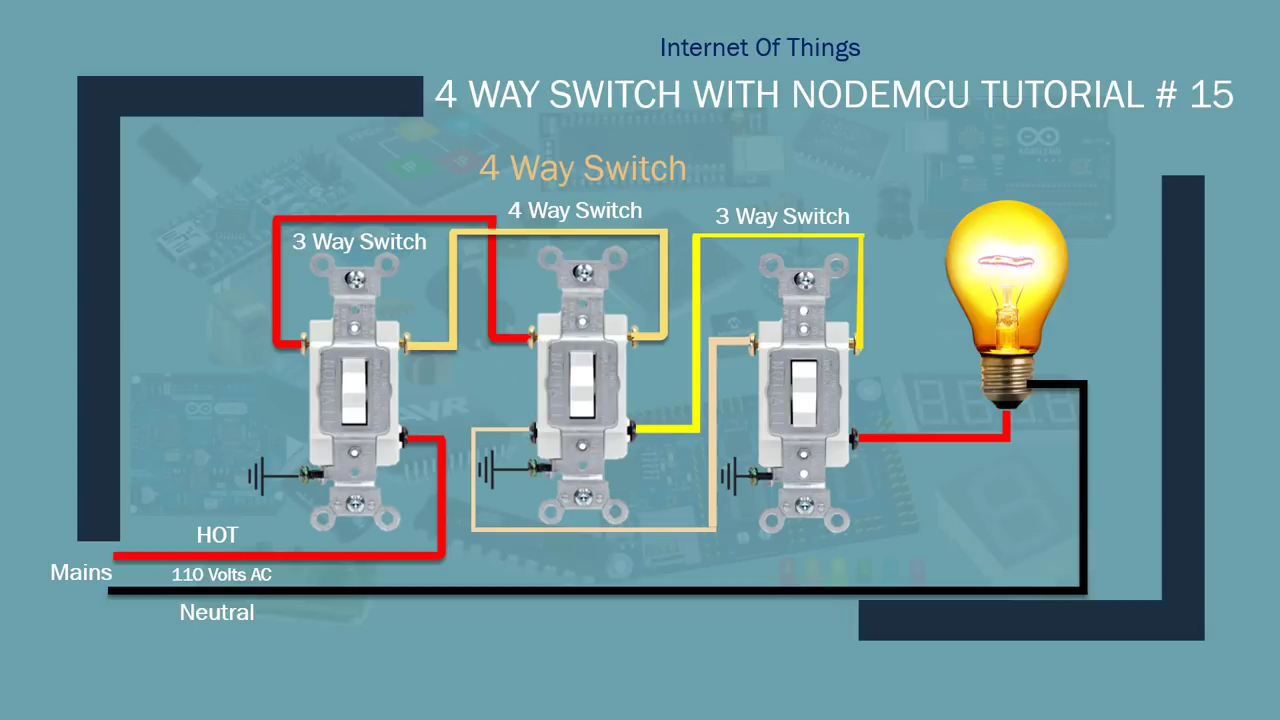 Internet Of Things
4 WAY SWITCH WITH NODEMCU TUTORIAL # 15
4 Way Switch
4 Way Switch
3 Way Switch
3 Way Switch
HOT
Mains
110 Volts AC
Neutral